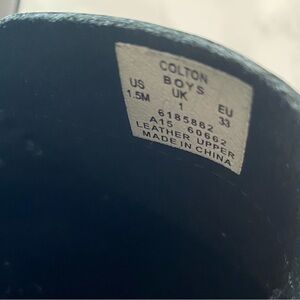 COLTON
BOYS
US UK EU
1.5M 1 33
6185882
A15 60662
LEATHER UPPER
MADE IN CHINA